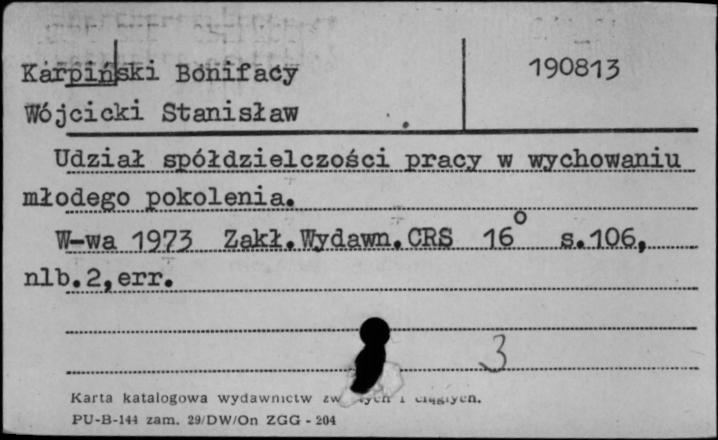 Karpiński Bonifacy 190813
Wójcicki Stanisław
Udział spółdzielczości pracy w wychowaniu
młodego pokolenia.
W-wa 1973 Zakł.Wydawn.CRS 16° s.106,
nlb.2,err.
3
Karta katalogowa wydawnictw i ciągłych.
PU-B-144 zam. 29/DW/On ZGG - 204